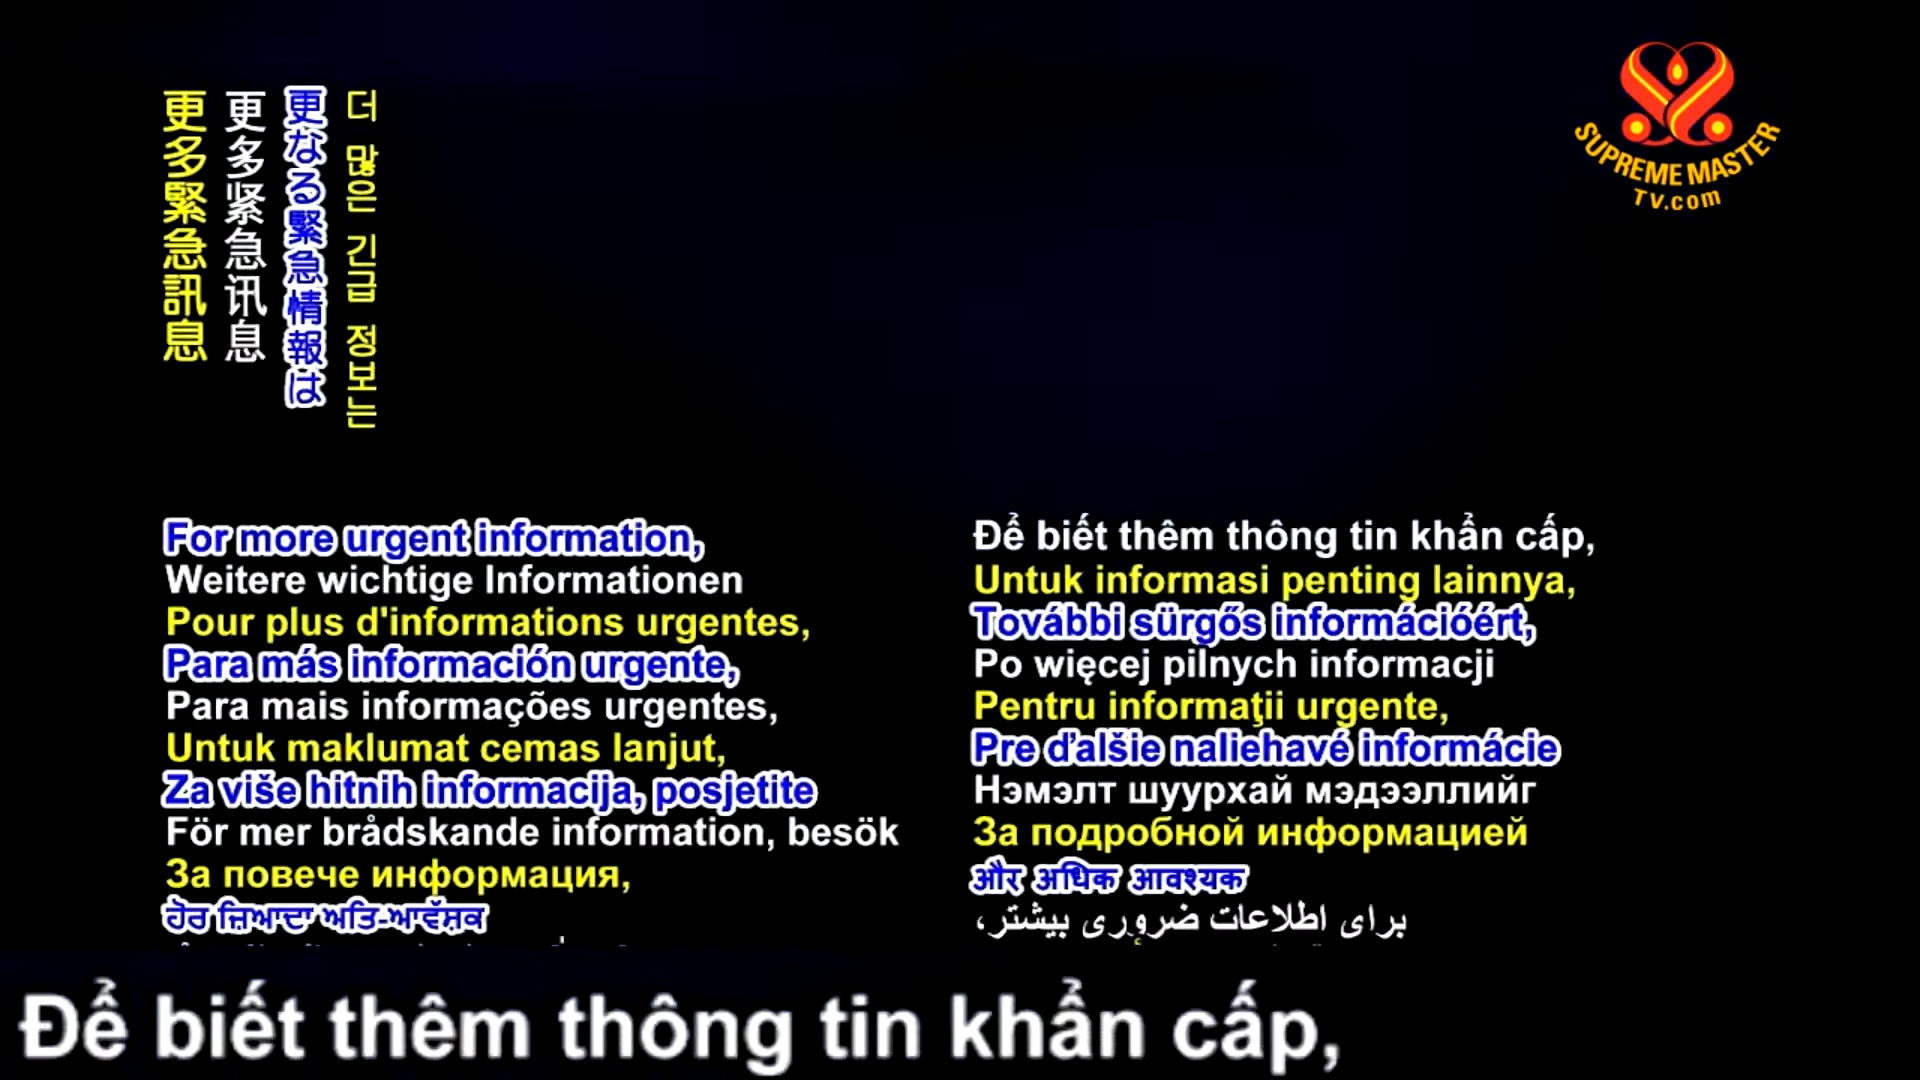 更多緊急訊息
更多紧急讯息
更なる緊急情報は
더 많은 긴급 정보는
SUPREME MASTER
TV.com
For more urgent information,
Weitere wichtige Informationen
Pour plus d'informations urgentes,
Para más información urgente,
Para mais informações urgentes,
Untuk maklumat cemas lanjut,
Za više hitnih informacija, posjetite
För mer brådskande information, besök
За повече информация,
ਹੋਰ ਜ਼ਿਆਦਾ ਅਤਿ-ਆਵੱਸ਼ਕ
Để biết thêm thông tin khẩn cấp,
Untuk informasi penting lainnya,
További sürgős információért,
Po więcej pilnych informacji
Pentru informaţii urgente,
Pre ďalšie naliehavé informácie
Нэмэлт шуурхай мэдээллийг
За подробной информацией
और अधिक आवश्यक
برای اطلاعات ضروری بیشتر،
Để biết thêm thông tin khẩn cấp,